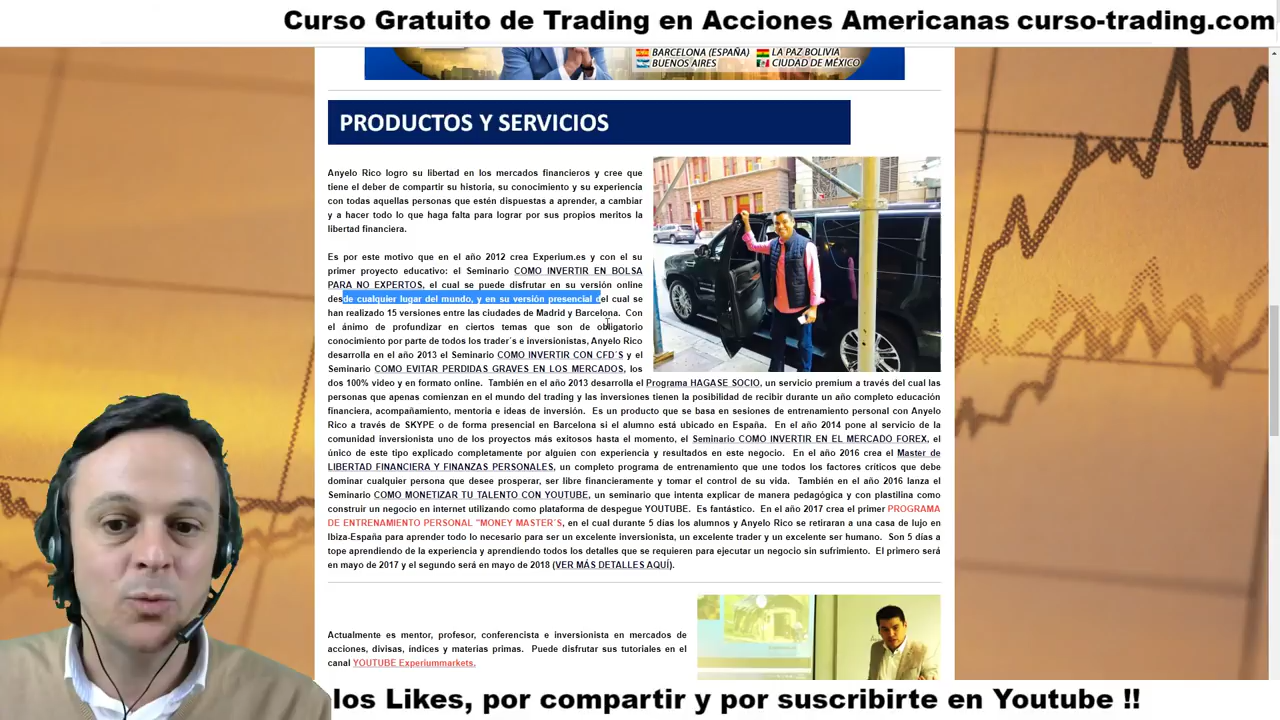 Curso Gratuito de Trading en Acciones Americanas curso-trading.com
BARCELONA (ESPAÑA) LA PAZ BOLIVIA
BUENOS AIRES CIUDAD DE MÉXICO
PRODUCTOS Y SERVICIOS
Anyelo Rico logro su libertad en los mercados financieros y cree que
tiene el deber de compartir su historia, su conocimiento y su experiencia
con todas aquellas personas que estén dispuestas a aprender, a cambiar
y a hacer todo lo que haga falta para lograr por sus propios meritos la
libertad financiera.
Es por este motivo que en el año 2012 crea Experium.es y con el su
primer proyecto educativo: el Seminario COMO INVERTIR EN BOLSA
PARA NO EXPERTOS, el cual se puede disfrutar en su versión online
desde cualquier lugar del mundo, y en su versión presencial del cual se
han realizado 15 versiones entre las ciudades de Madrid y Barcelona. Con
el ánimo de profundizar en ciertos temas que son de obligatorio
conocimiento por parte de todos los trader´s e inversionistas, Anyelo Rico
desarrolla en el año 2013 el Seminario COMO INVERTIR CON CFD´S y el
Seminario COMO EVITAR PERDIDAS GRAVES EN LOS MERCADOS, los
dos 100% video y en formato online. También en el año 2013 desarrolla el Programa HAGASE SOCIO, un servicio premium a través del cual las
personas que apenas comienzan en el mundo del trading y las inversiones tienen la posibilidad de recibir durante un año completo educación
financiera, acompañamiento, mentoria e ideas de inversión. Es un producto que se basa en sesiones de entrenamiento personal con Anyelo
Rico a través de SKYPE o de forma presencial en Barcelona si el alumno está ubicado en España. En el año 2014 pone al servicio de la
comunidad inversionista uno de los proyectos más exitosos hasta el momento, el Seminario COMO INVERTIR EN EL MERCADO FOREX, el
único de este tipo explicado completamente por alguien con experiencia y resultados en este negocio. En el año 2016 crea el Master de
LIBERTAD FINANCIERA Y FINANZAS PERSONALES, un completo programa de entrenamiento que une todos los factores críticos que debe
dominar cualquier persona que desee prosperar, ser libre financieramente y tomar el control de su vida. También en el año 2016 lanza el
Seminario COMO MONETIZAR TU TALENTO CON YOUTUBE, un seminario que intenta explicar de manera pedagógica y con plastilina como
construir un negocio en internet utilizando como plataforma de despegue YOUTUBE. Es fantástico. En el año 2017 crea el primer PROGRAMA
DE ENTRENAMIENTO PERSONAL "MONEY MASTER´S, en el cual durante 5 días los alumnos y Anyelo Rico se retiraran a una casa de lujo en
Ibiza-España para aprender todo lo necesario para ser un excelente inversionista, un excelente trader y un excelente ser humano. Son 5 días a
tope aprendiendo de la experiencia y aprendiendo todos los detalles que se requieren para ejecutar un negocio sin sufrimiento. El primero será
en mayo de 2017 y el segundo será en mayo de 2018 (VER MÁS DETALLES AQUÍ).
Actualmente es mentor, profesor, conferencista e inversionista en mercados de
acciones, divisas, índices y materias primas. Puede disfrutar sus tutoriales en el
canal YOUTUBE Experiummarkets.
los Likes, por compartir y por suscribirte en Youtube !!